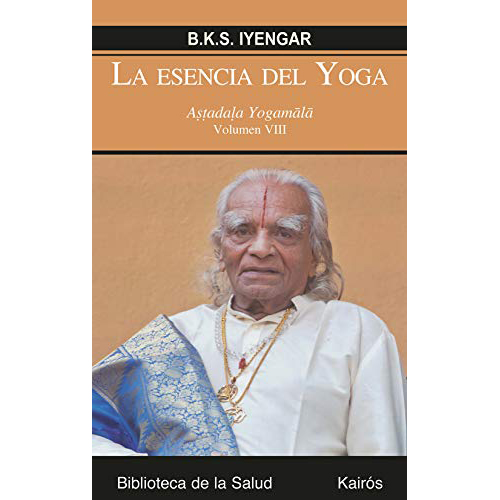 B.K.S. IYENGAR
LA ESENCIA DEL YOGA
Aṣṭadaḷa Yogamālā
Volumen VIII
Biblioteca de la Salud Kairós